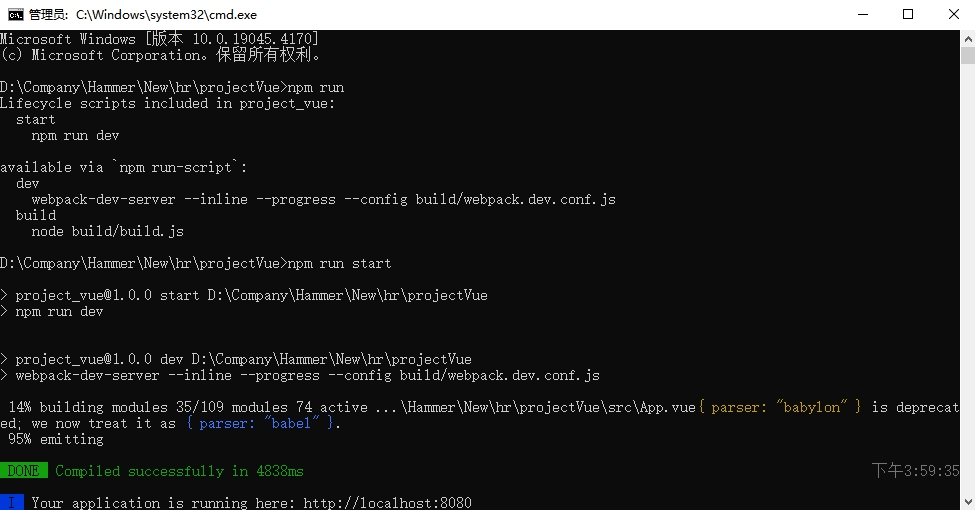 管理员: C:\Windows\system32\cmd.exe
Microsoft Windows [版本 10.0.19045.4170]
(c) Microsoft Corporation。保留所有权利。
D:\Company\Hammer\New\hr\projectVue>npm run
Lifecycle scripts included in project_vue:
  start
    npm run dev
available via `npm run-script`:
  dev
    webpack-dev-server --inline --progress --config build/webpack.dev.conf.js
  build
    node build/build.js
D:\Company\Hammer\New\hr\projectVue>npm run start
> project_vue@1.0.0 start D:\Company\Hammer\New\hr\projectVue
> npm run dev
> project_vue@1.0.0 dev D:\Company\Hammer\New\hr\projectVue
> webpack-dev-server --inline --progress --config build/webpack.dev.conf.js
 14% building modules 35/109 modules 74 active ...\Hammer\New\hr\projectVue\src\App.vue{ parser: "babylon" } is deprecat
ed; we now treat it as { parser: "babel" }.
 95% emitting
DONE  Compiled successfully in 4838ms 下午3:59:35
I  Your application is running here: http://localhost:8080